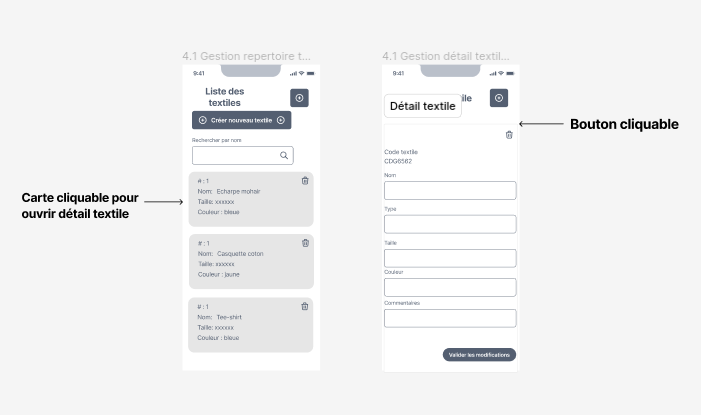 4.1 Gestion repertoire t...
9:41
Liste des
textiles
Créer nouveau textile
Rechercher par nom
# : 1
Nom: Echarpe mohair
Taille: xxxxxx
Couleur : bleue
# : 1
Nom: Casquette coton
Taille: xxxxxx
Couleur : jaune
# : 1
Nom: Tee-shirt
Taille: xxxxxx
Couleur : bleue
Carte cliquable pour
ouvrir détail textile
4.1 Gestion détail textil...
9:41
Détail textile
tile
Bouton cliquable
Code textile
CDG6562
Nom
Type
Taille
Couleur
Commentaires
Valider les modifications